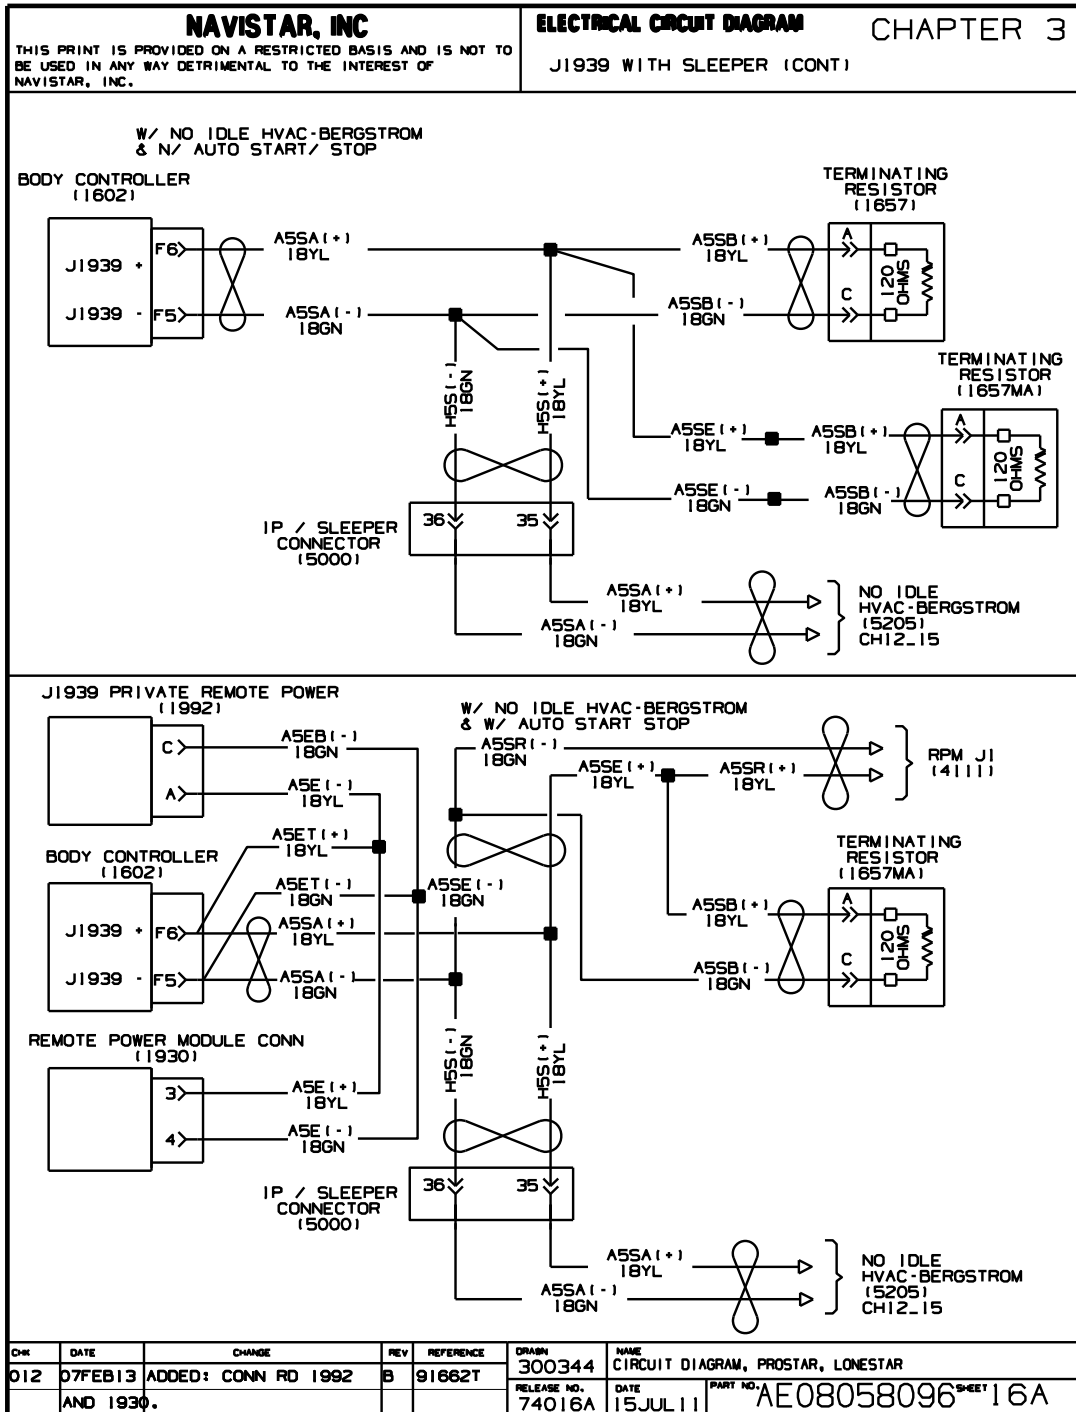 NAVISTAR, INC
THIS PRINT IS PROVIDED ON A RESTRICTED BASIS AND IS NOT TO
BE USED IN ANY WAY DETRIMENTAL TO THE INTEREST OF
NAVISTAR, INC.
ELECTRICAL CIRCUIT DIAGRAM
CHAPTER 3
J1939 WITH SLEEPER (CONT)
W/ NO IDLE HVAC-BERGSTROM
& N/ AUTO START/ STOP
BODY CONTROLLER
(1602)
J1939 +
F6
J1939 -
F5
A5SA(+)
18YL
A5SA(-)
18GN
A5SB(+)
18YL
A5SB(-)
18GN
TERMINATING
RESISTOR
(1657)
A
C
120
OHMS
H5S(-)
18GN
H5S(+)
18YL
TERMINATING
RESISTOR
(1657MA)
A5SE(+)
18YL
A5SB(+)
18YL
A5SE(-)
18GN
A5SB(-)
18GN
A
C
120
OHMS
IP / SLEEPER
CONNECTOR
(5000)
36
35
A5SA(+)
18YL
A5SA(-)
18GN
NO IDLE
HVAC-BERGSTROM
(5205)
CH12_15
J1939 PRIVATE REMOTE POWER
(1992)
C
A
A5EB(-)
18GN
A5E(-)
18YL
W/ NO IDLE HVAC-BERGSTROM
& W/ AUTO START STOP
A5SR(-)
18GN
A5SE(+)
18YL
A5SR(+)
18YL
RPM J1
(4111)
BODY CONTROLLER
(1602)
J1939 +
F6
J1939 -
F5
A5ET(+)
18YL
A5ET(-)
18GN
A5SE(-)
18GN
A5SA(+)
18YL
A5SA(-)
18GN
TERMINATING
RESISTOR
(1657MA)
A5SB(+)
18YL
A5SB(-)
18GN
A
C
120
OHMS
REMOTE POWER MODULE CONN
(1930)
3
4
A5E(+)
18YL
A5E(-)
18GN
H5S(-)
18GN
H5S(+)
18YL
IP / SLEEPER
CONNECTOR
(5000)
36
35
A5SA(+)
18YL
A5SA(-)
18GN
NO IDLE
HVAC-BERGSTROM
(5205)
CH12_15
CHK DATE CHANGE REV REFERENCE
012 07FEB13 ADDED: CONN RD 1992 B 91662T
AND 1930.
DRAWN
300344
NAME
CIRCUIT DIAGRAM, PROSTAR, LONESTAR
RELEASE NO.
74016A
DATE
15JUL11
PART NO. AE08058096 SHEET 16A